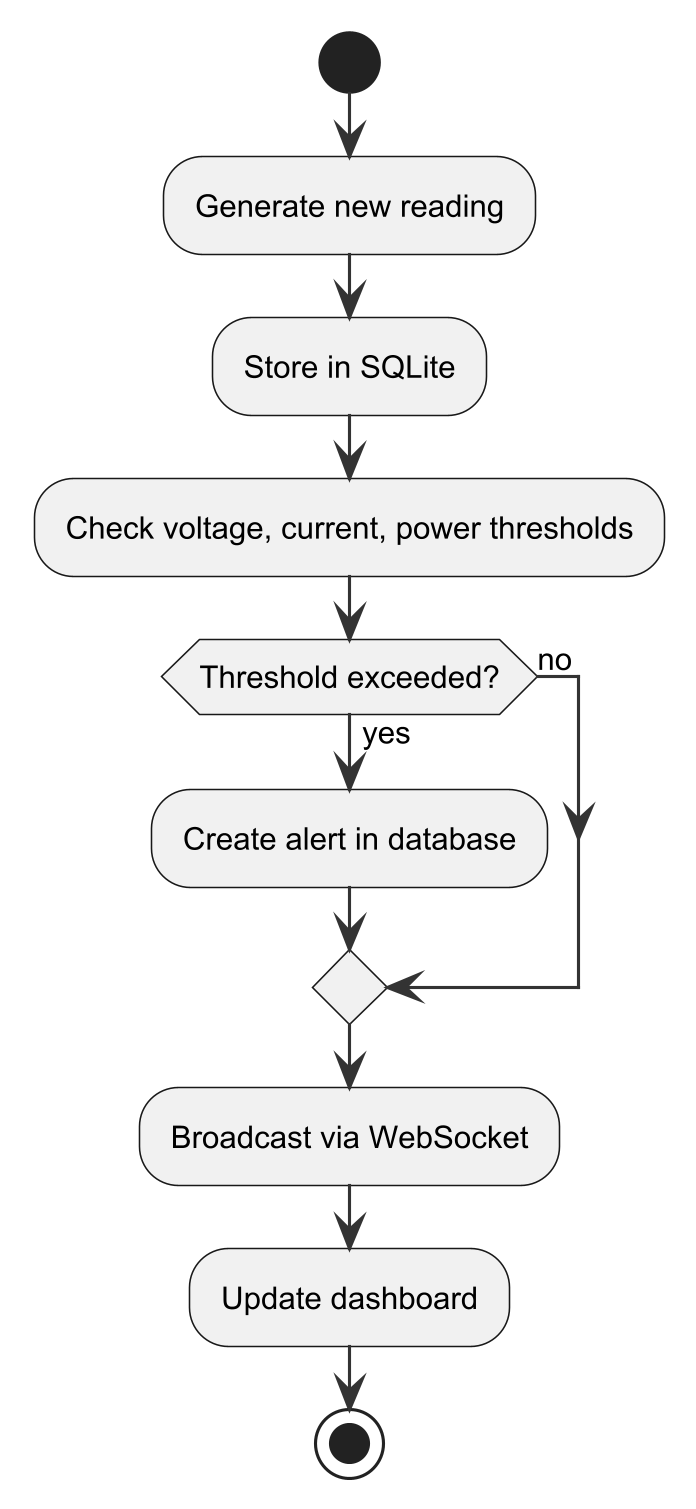 Generate new reading
Store in SQLite
Check voltage, current, power thresholds
Threshold exceeded?
no
yes
Create alert in database
Broadcast via WebSocket
Update dashboard